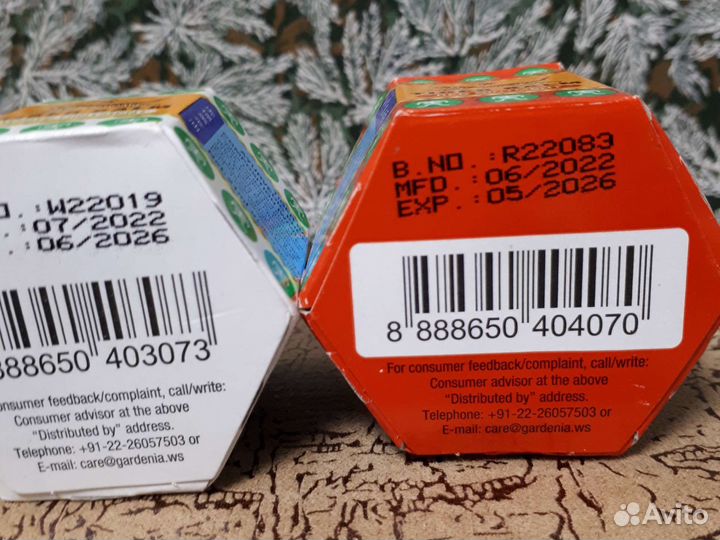 W22019
.:07/2022
.:06/2026
888650 403073
consumer feedback/complaint, call/write:
Consumer advisor at the above
"Distributed by" address.
Telephone: +91-22-26057503 or
E-mail: care@gardenia.ws
B.NO.:R22083
MFD.:06/2022
EXP.:05/2026
8 888650 404070
For consumer feedback/complaint, call/write:
Consumer advisor at the above
"Distributed by" address.
Telephone: +91-22-26057503 or
E-mail: care@gardenia.ws
Avito